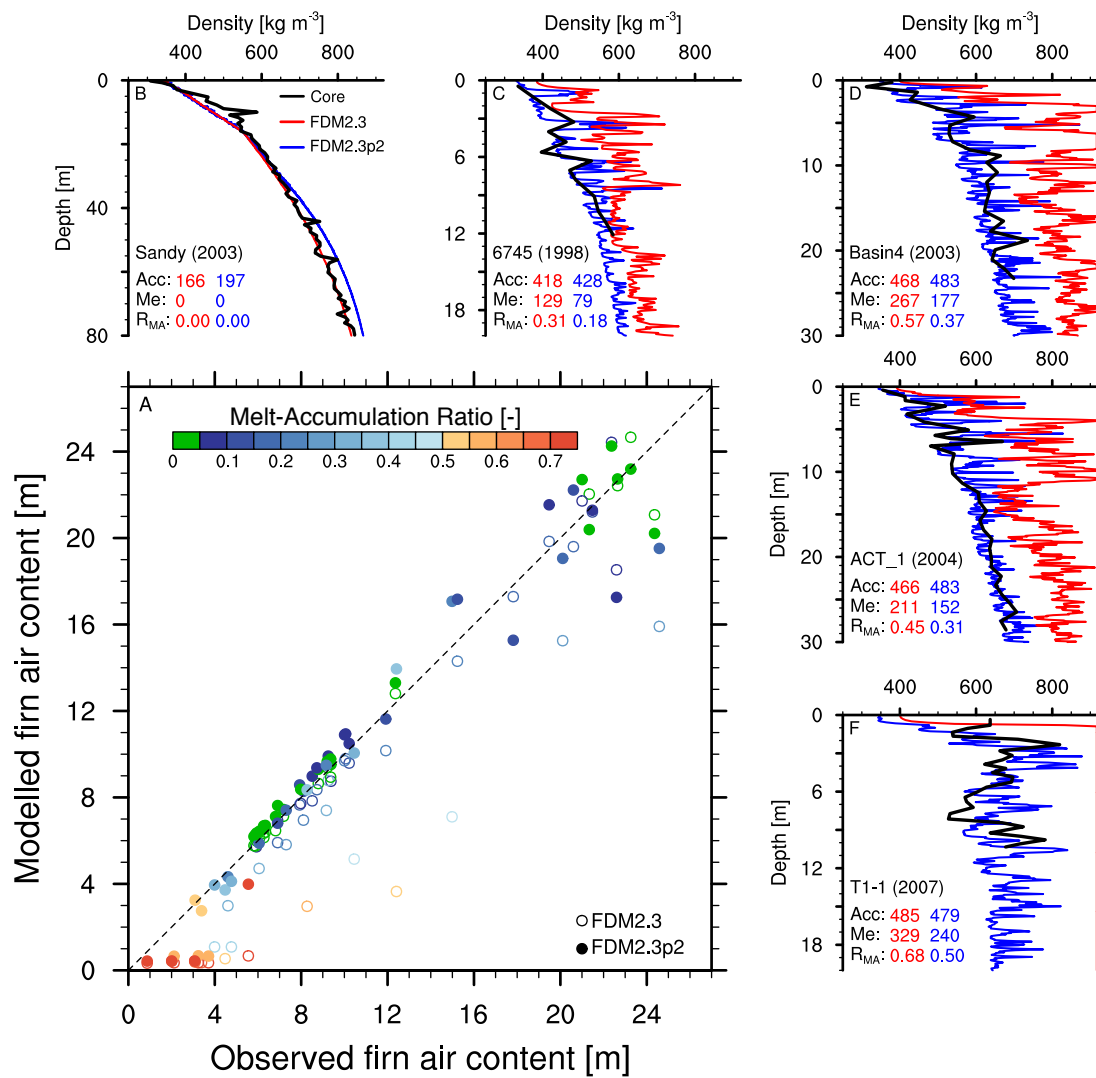 Density [kg m-3]
400 600 800
0
40
80
Depth [m]
B
Core
FDM2.3
FDM2.3p2
Sandy (2003)
Acc: 166 197
Me: 0 0
RMA: 0.00 0.00
Density [kg m-3]
400 600 800
0
6
12
18
C
6745 (1998)
Acc: 418 428
Me: 129 79
RMA: 0.31 0.18
Density [kg m-3]
400 600 800
0
10
20
30
D
Basin4 (2003)
Acc: 468 483
Me: 267 177
RMA: 0.57 0.37
A
Melt-Accumulation Ratio [-]
0 0.1 0.2 0.3 0.4 0.5 0.6 0.7
24
20
16
12
8
4
0
Modelled firn air content [m]
FDM2.3
FDM2.3p2
0 4 8 12 16 20 24
Observed firn air content [m]
400 600 800
0
10
20
30
Depth [m]
E
ACT_1 (2004)
Acc: 466 483
Me: 211 152
RMA: 0.45 0.31
400 600 800
0
6
12
18
Depth [m]
F
T1-1 (2007)
Acc: 485 479
Me: 329 240
RMA: 0.68 0.50